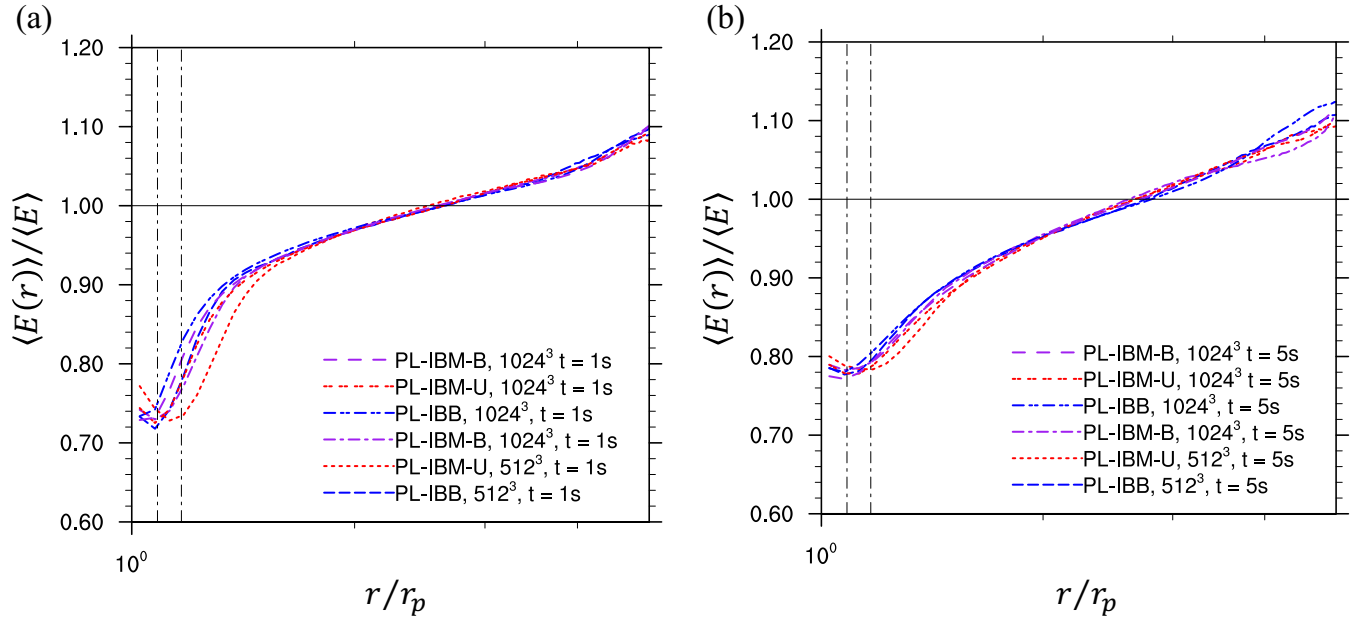 (a)
1.20
1.10
1.00
0.90
0.80
0.70
0.60
⟨E(r)⟩/⟨E⟩
PL-IBM-B, 1024³ t = 1s
PL-IBM-U, 1024³ t = 1s
PL-IBB, 1024³, t = 1s
PL-IBM-B, 1024³, t = 1s
PL-IBM-U, 512³, t = 1s
PL-IBB, 512³, t = 1s
10⁰
r/rₚ
(b)
1.20
1.10
1.00
0.90
0.80
0.70
0.60
⟨E(r)⟩/⟨E⟩
PL-IBM-B, 1024³ t = 5s
PL-IBM-U, 1024³ t = 5s
PL-IBB, 1024³, t = 5s
PL-IBM-B, 1024³, t = 5s
PL-IBM-U, 512³, t = 5s
PL-IBB, 512³, t = 5s
10⁰
r/rₚ